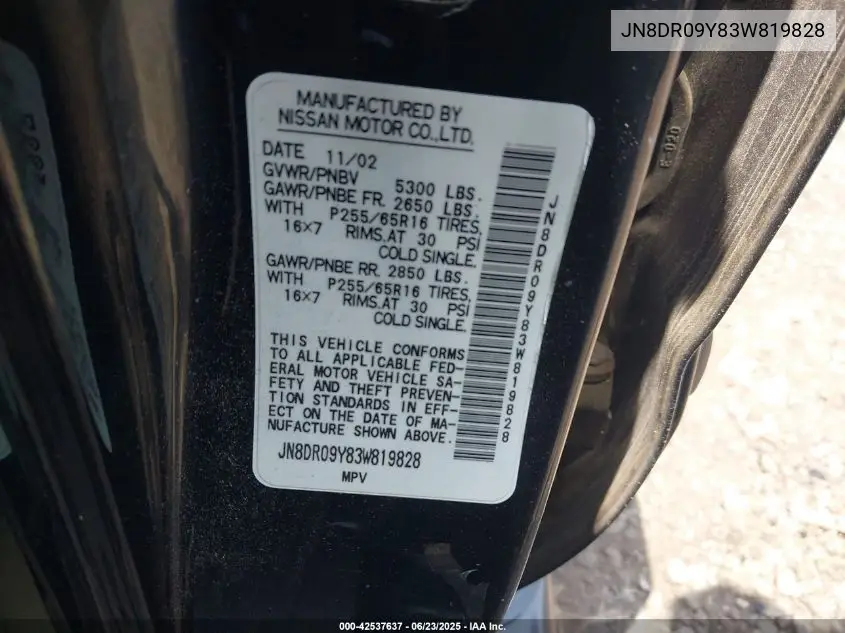 JN8DR09Y83W819828
MANUFACTURED BY
NISSAN MOTOR CO.,LTD.
DATE 11/02
GVWR/PNBV 5300 LBS.
GAWR/PNBE FR. 2650 LBS.
WITH P255/65R16 TIRES,
16×7 RIMS.AT 30 PSI
COLD SINGLE.
GAWR/PNBE RR. 2850 LBS.
WITH P255/65R16 TIRES,
16×7 RIMS.AT 30 PSI
COLD SINGLE.
THIS VEHICLE CONFORMS
TO ALL APPLICABLE FED-
ERAL MOTOR VEHICLE SA-
FETY AND THEFT PREVEN-
TION STANDARDS IN EFF-
ECT ON THE DATE OF MA-
NUFACTURE SHOWN ABOVE.
JN8DR09Y83W819828
MPV
JN8DR09Y83W819828
000-42537637 - 06/23/2025 - IAA Inc.